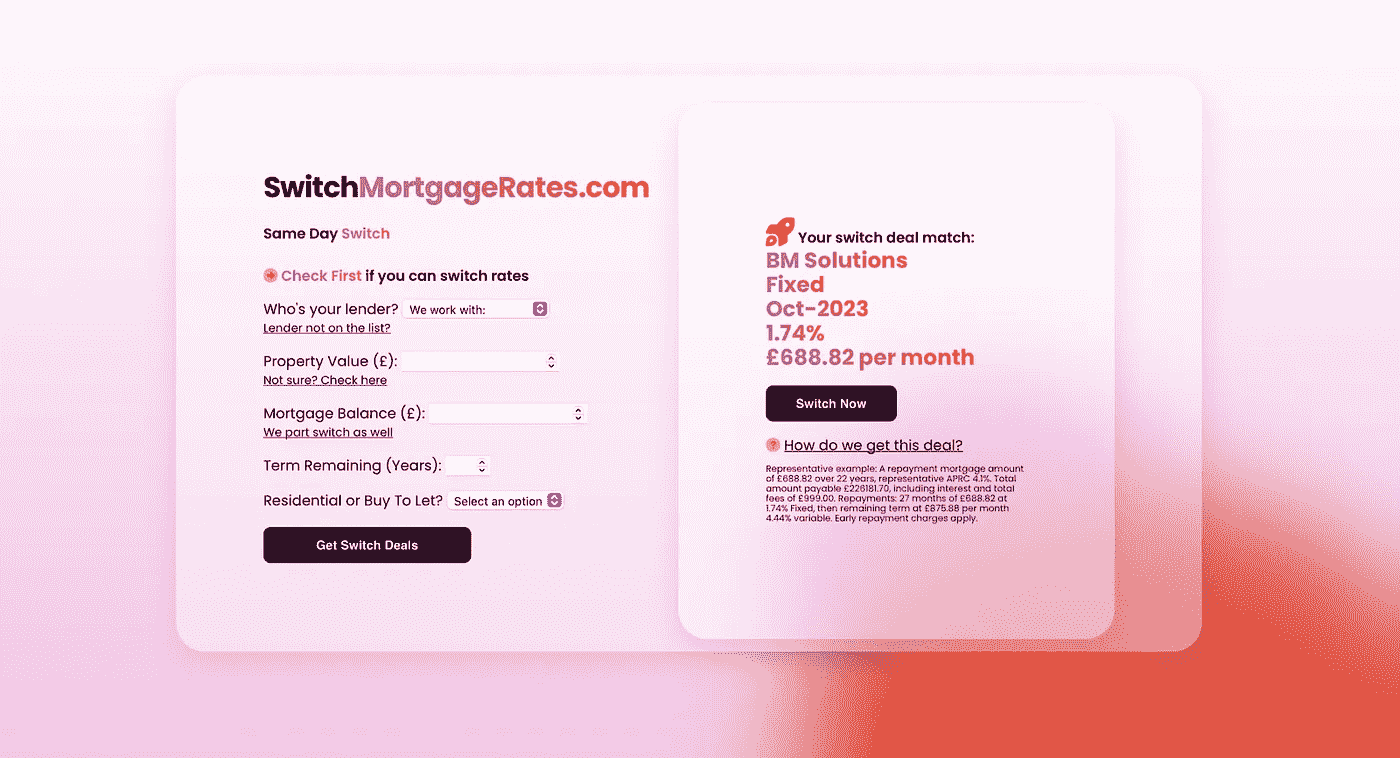 SwitchMortgageRates.com
Same Day Switch
Check First if you can switch rates
Who's your lender? We work with:
Lender not on the list?
Property Value (£):
Not sure? Check here
Mortgage Balance (£):
We part switch as well
Term Remaining (Years):
Residential or Buy To Let? Select an option
Get Switch Deals
Your switch deal match:
BM Solutions
Fixed
Oct-2023
1.74%
£688.82 per month
Switch Now
? How do we get this deal?
Representative example: A repayment mortgage amount
of £688.82 over 22 years, representative APRC 4.1%. Total
amount payable £226181.70, including interest and total
fees of £999.00. Repayments: 27 months of £688.82 at
1.74% Fixed, then remaining term at £875.88 per month
4.44% variable. Early repayment charges apply.